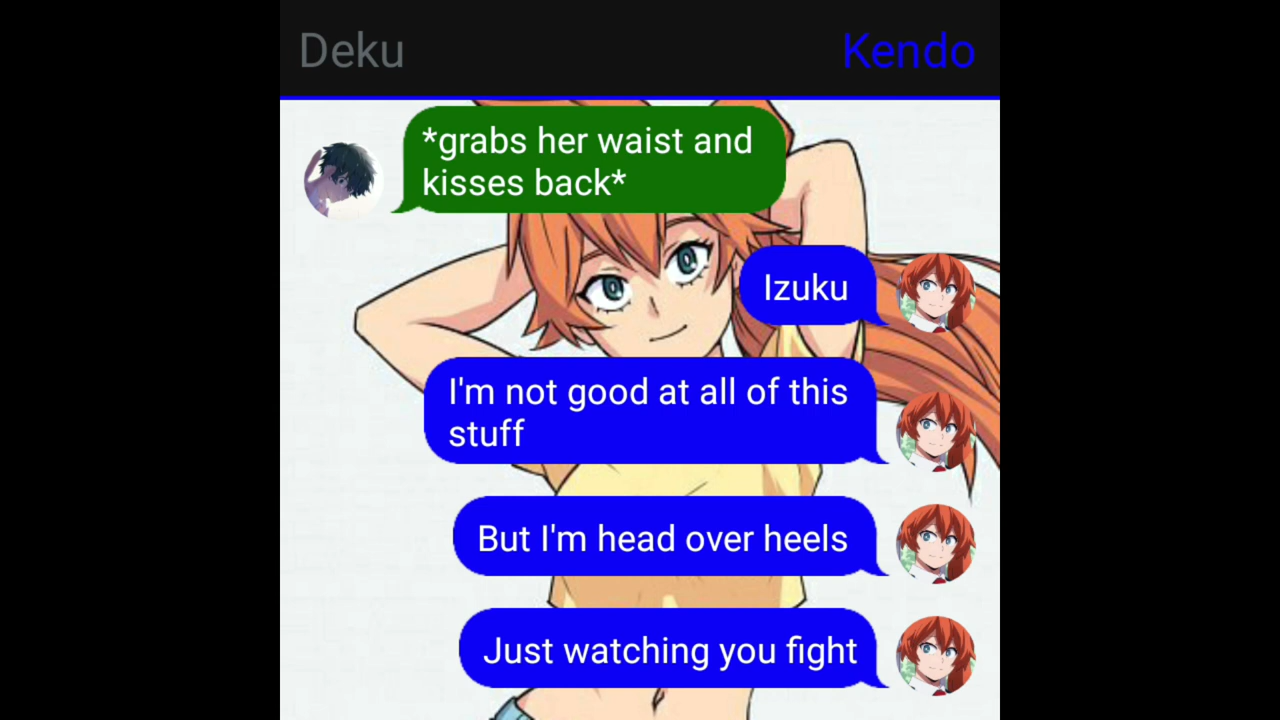 Deku
Kendo
*grabs her waist and
kisses back*
Izuku
I'm not good at all of this
stuff
But I'm head over heels
Just watching you fight